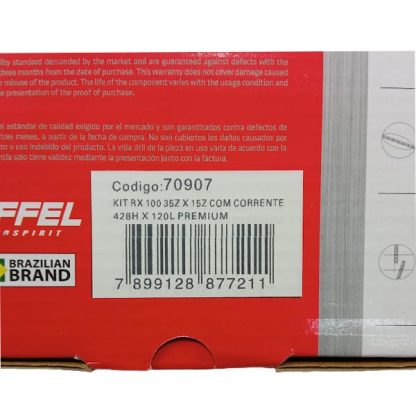 lity standard demanded by the market and are guaranteed against defects with the
three months from the date of purchase. This warranty does not cover damage caused
r misuse of the product. The life of the component varies with usage and the
e presentation of the proof of purchase.
el estándar de calidad exigido por el mercado y son garantizados contra defectos de
tres meses, a partir de la fecha de compra. No se cubiertos los daños causados por
o uso indebido del producto. La vida útil de la pieza en uso varía de acuerdo con la
ncia solo tiene validez mediante la presentación junto con la factura.
Codigo:70907
KIT RX 100 35Z X 15Z COM CORRENTE
428H X 120L PREMIUM
FFEL
RASPIRIT
BRAZILIAN
BRAND
7 899128 877211